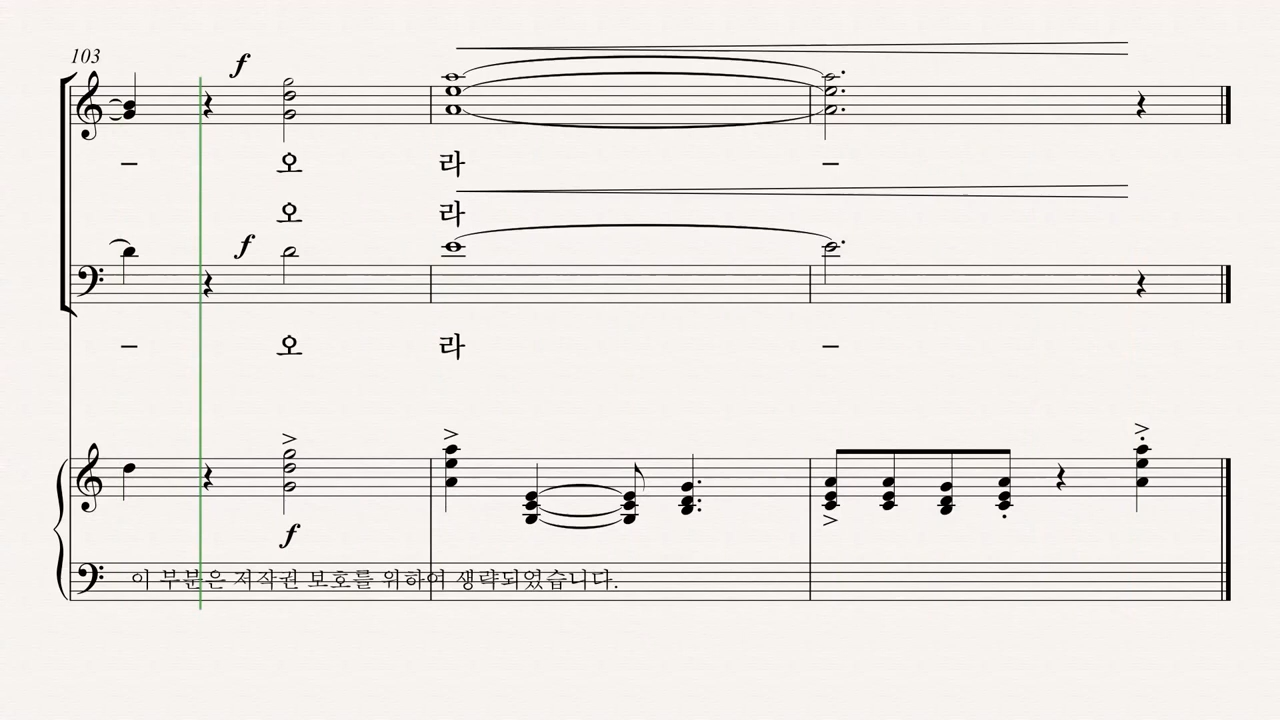 103
f
– 오 라 –
오 라
f
– 오 라 –
f
이 부분은 저작권 보호를 위하여 생략되었습니다.